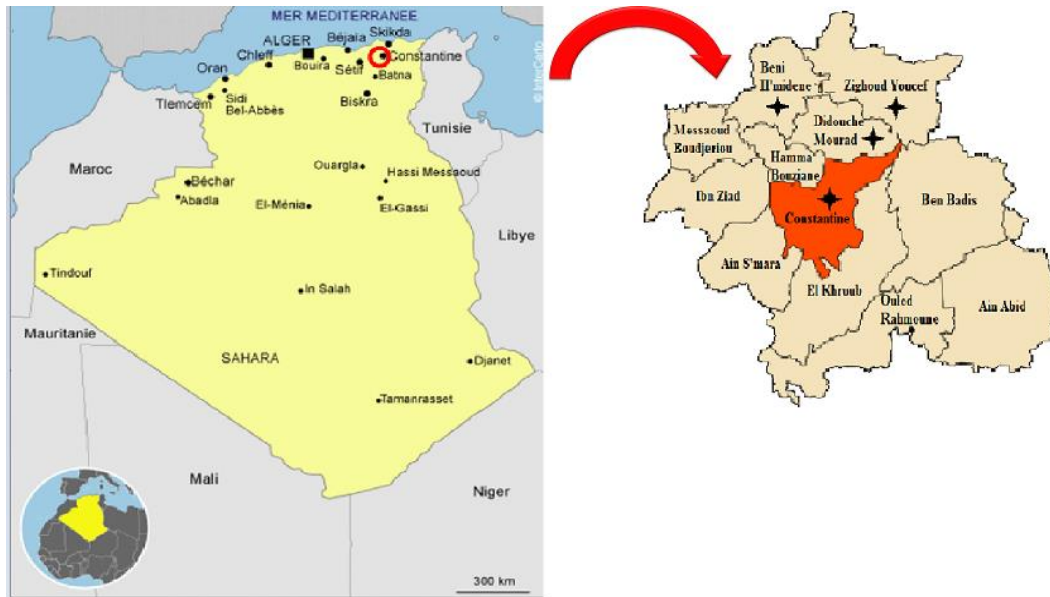 MER MEDITERRANEE
Skikda
Béjaia
ALGER
Constantine
Chleff
Bouira
Sétif
Oran
Batna
Tlemcem
Sidi
Bel-Abbès
Biskra
© InterCarto
Tunisie
Maroc
Ouargla
Hassi Messaoud
Béchar
Abadla
El-Ménia
El-Gassi
Libye
Tindouf
In Salah
Mauritanie
SAHARA
Djanet
Tamanrasset
Mali
Niger
300 km
Beni
H'midene
Zighoud Youcef
Didouche
Mourad
Messaoud
Boudjeriou
Hamma
Bouziane
Ibn Ziad
Constantine
Ben Badis
Ain S'mara
El Khroub
Ouled
Rahmoune
Ain Abid